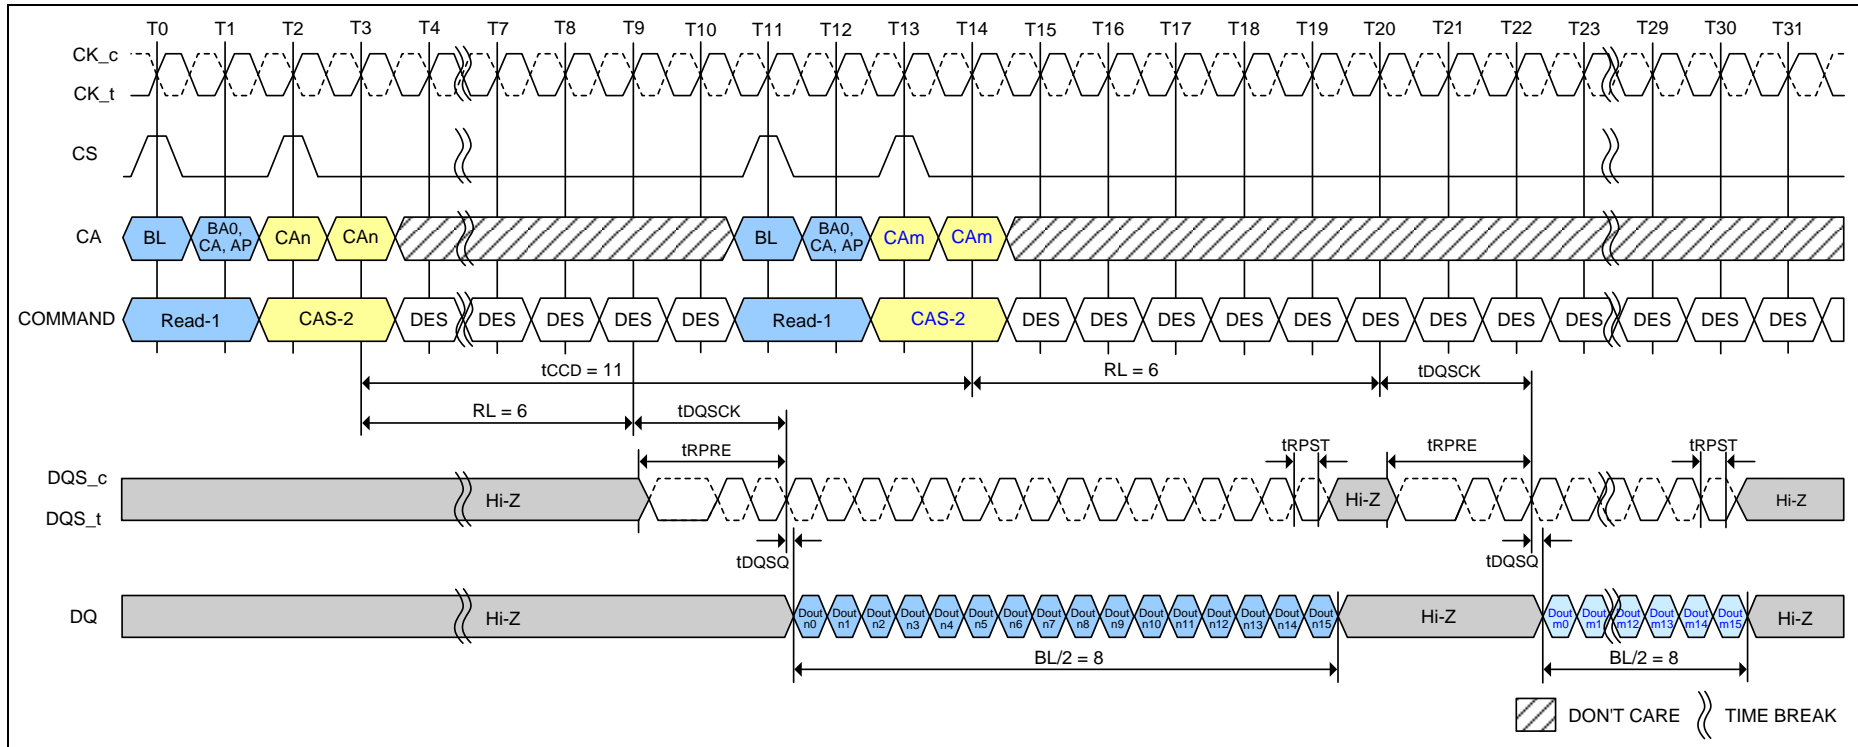 T0 T1 T2 T3 T4 T7 T8 T9 T10 T11 T12 T13 T14 T15 T16 T17 T18 T19 T20 T21 T22 T23 T29 T30 T31
CK_c
CK_t
CS
CA BL BA0, CA, AP CAn CAn BL BA0, CA, AP CAm CAm
COMMAND Read-1 CAS-2 DES DES DES DES DES Read-1 CAS-2 DES DES DES DES DES DES DES DES DES DES DES DES
tCCD = 11 RL = 6 tDQSCK
RL = 6 tDQSCK
tRPRE tRPST tRPRE tRPST
DQS_c
Hi-Z Hi-Z Hi-Z
DQS_t
tDQSQ tDQSQ
DQ Hi-Z Dout n0 Dout n1 Dout n2 Dout n3 Dout n4 Dout n5 Dout n6 Dout n7 Dout n8 Dout n9 Dout n10 Dout n11 Dout n12 Dout n13 Dout n14 Dout n15 Hi-Z Dout m0 Dout m1 Dout m12 Dout m13 Dout m14 Dout m15 Hi-Z
BL/2 = 8 BL/2 = 8
DON'T CARE TIME BREAK